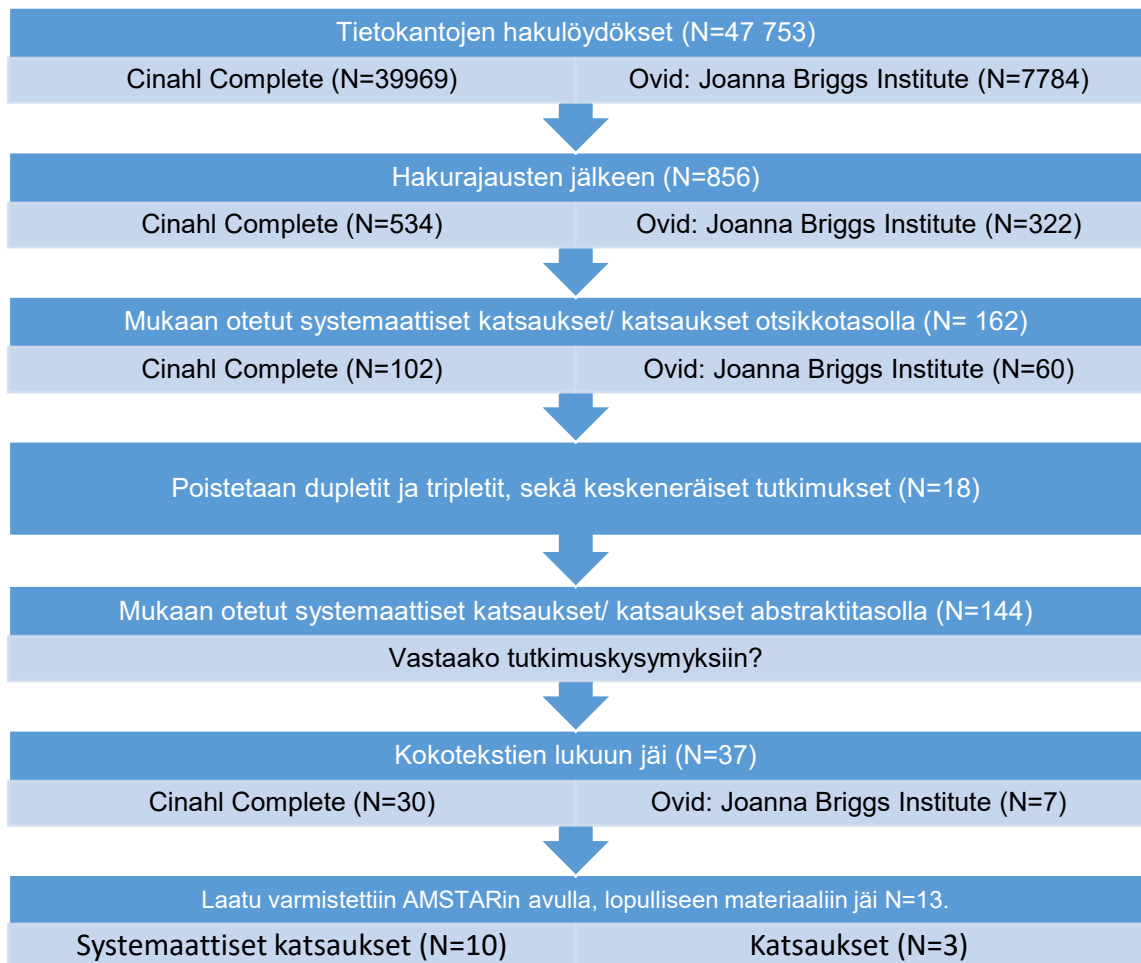 Tietokantojen hakulöydökset (N=47 753)
Cinahl Complete (N=39969)
Ovid: Joanna Briggs Institute (N=7784)
Hakurajausten jälkeen (N=856)
Cinahl Complete (N=534)
Ovid: Joanna Briggs Institute (N=322)
Mukaan otetut systemaattiset katsaukset/ katsaukset otsikkotasolla (N= 162)
Cinahl Complete (N=102)
Ovid: Joanna Briggs Institute (N=60)
Poistetaan dupletit ja tripletit, sekä keskeneräiset tutkimukset (N=18)
Mukaan otetut systemaattiset katsaukset/ katsaukset abstraktitasolla (N=144)
Vastaako tutkimuskysymyksiin?
Kokotekstien lukuun jäi (N=37)
Cinahl Complete (N=30)
Ovid: Joanna Briggs Institute (N=7)
Laatu varmistettiin AMSTARin avulla, lopulliseen materiaaliin jäi N=13.
Systemaattiset katsaukset (N=10)
Katsaukset (N=3)